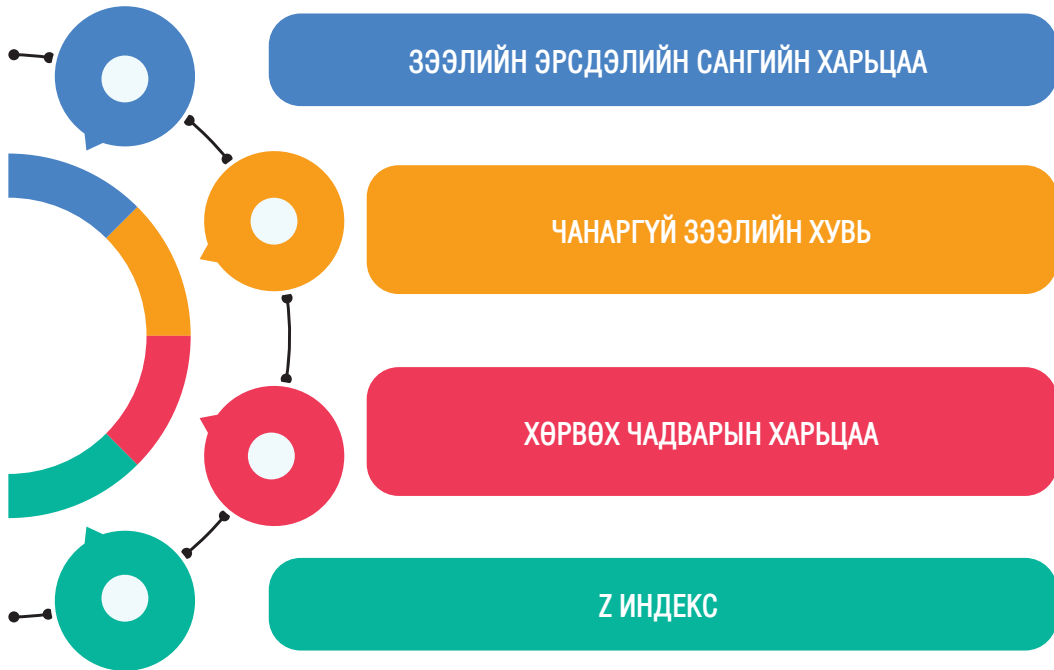 ЗЭЭЛИЙН ЭРСДЭЛИЙН САНГИЙН ХАРЬЦАА
ЧАНАРГҮЙ ЗЭЭЛИЙН ХУВЬ
ХӨРВӨХ ЧАДВАРЫН ХАРЬЦАА
Z ИНДЕКС